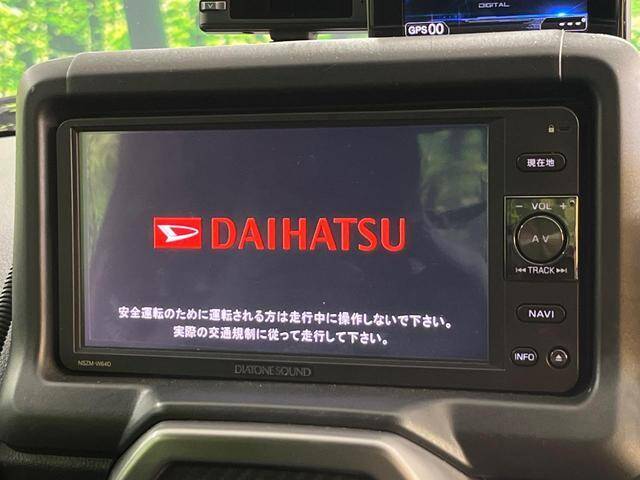 DIGITAL
GPS00
現在地
− VOL +
AV
DAIHATSU
TRACK
安全運転のために運転される方は走行中に操作しないで下さい。
実際の交通規制に従って走行して下さい。
NAVI
INFO
NSZM-W64D
DIATONE SOUND